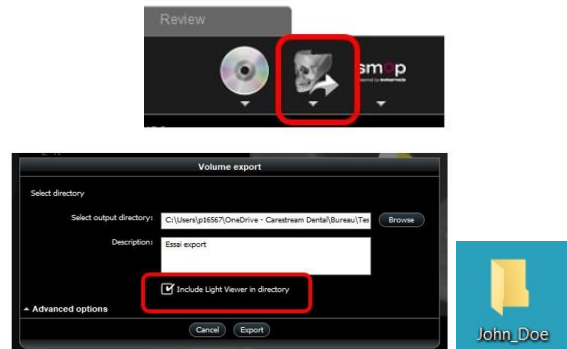 Review
smop
Volume export
Select directory
Select output directory:
C:\Users\p16567\OneDrive - Carestream Dental\Bureau\Tes
Browse
Description:
Essai export
Include Light Viewer in directory
Advanced options
Cancel
Export
John_Doe